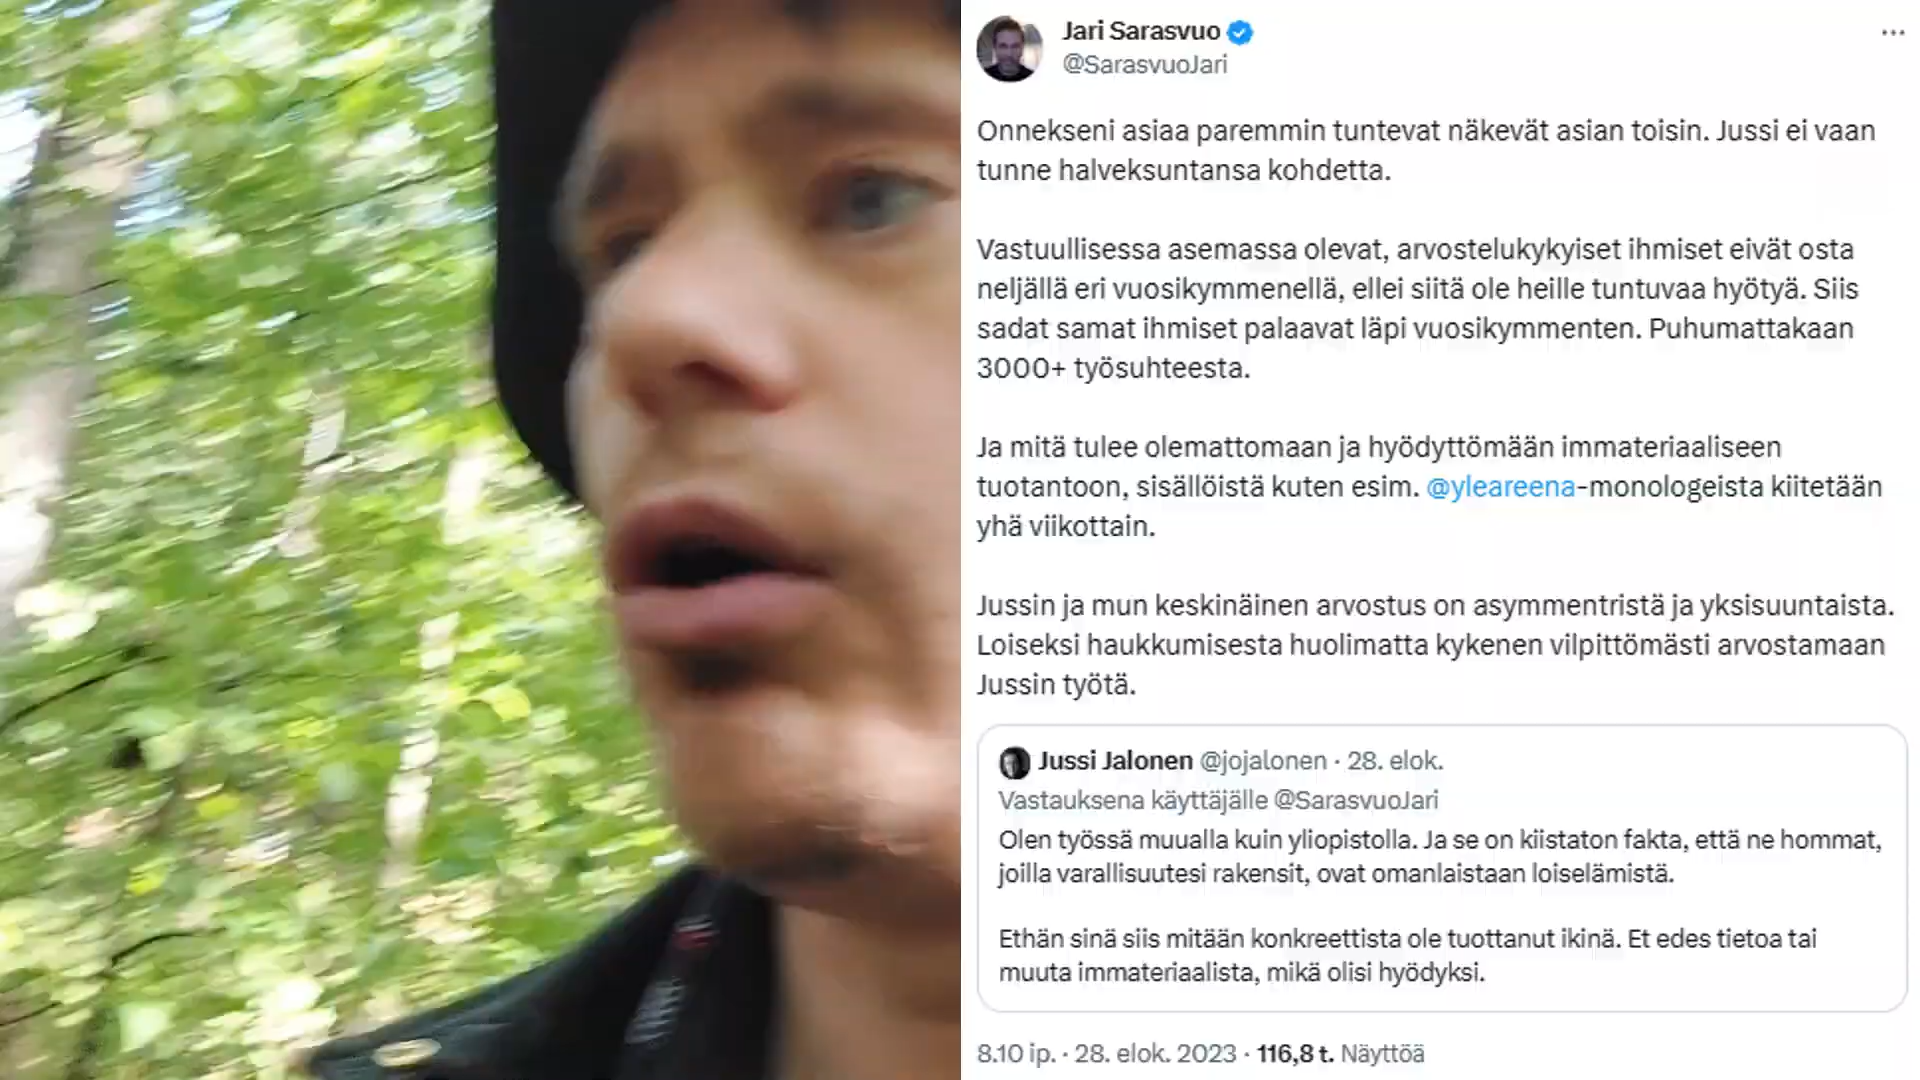 Jari Sarasvuo
@SarasvuoJari
Onnekseni asiaa paremmin tuntevat näkevät asian toisin. Jussi ei vaan
tunne halveksuntansa kohdetta.
Vastuullisessa asemassa olevat, arvostelukykyiset ihmiset eivät osta
neljällä eri vuosikymmenellä, ellei siitä ole heille tuntuvaa hyötyä. Siis
sadat samat ihmiset palaavat läpi vuosikymmenten. Puhumattakaan
3000+ työsuhteesta.
Ja mitä tulee olemattomaan ja hyödyttömään immateriaaliseen
tuotantoon, sisällöistä kuten esim. @yleareena-monologeista kiitetään
yhä viikottain.
Jussin ja mun keskinäinen arvostus on asymmentristä ja yksisuuntaista.
Loiseksi haukkumisesta huolimatta kykenen vilpittömästi arvostamaan
Jussin työtä.
Jussi Jalonen @jojalonen · 28. elok.
Vastauksena käyttäjälle @SarasvuoJari
Olen työssä muualla kuin yliopistolla. Ja se on kiistaton fakta, että ne hommat,
joilla varallisuutesi rakensit, ovat omanlaistaan loiselämistä.
Ethän sinä siis mitään konkreettista ole tuottanut ikinä. Et edes tietoa tai
muuta immateriaalista, mikä olisi hyödyksi.
8.10 ip. · 28. elok. 2023 · 116,8 t. Näyttöä